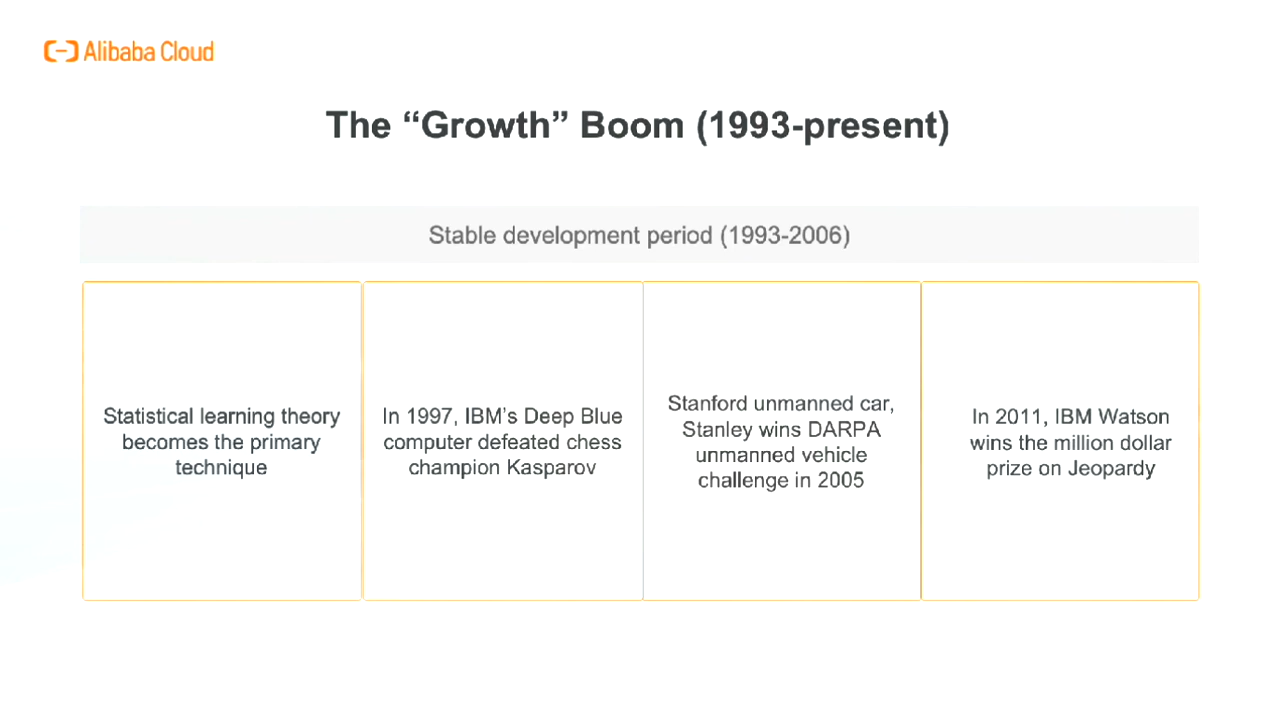 Alibaba Cloud
The “Growth” Boom (1993-present)
Stable development period (1993-2006)
Statistical learning theory
becomes the primary
technique
In 1997, IBM’s Deep Blue
computer defeated chess
champion Kasparov
Stanford unmanned car,
Stanley wins DARPA
unmanned vehicle
challenge in 2005
In 2011, IBM Watson
wins the million dollar
prize on Jeopardy